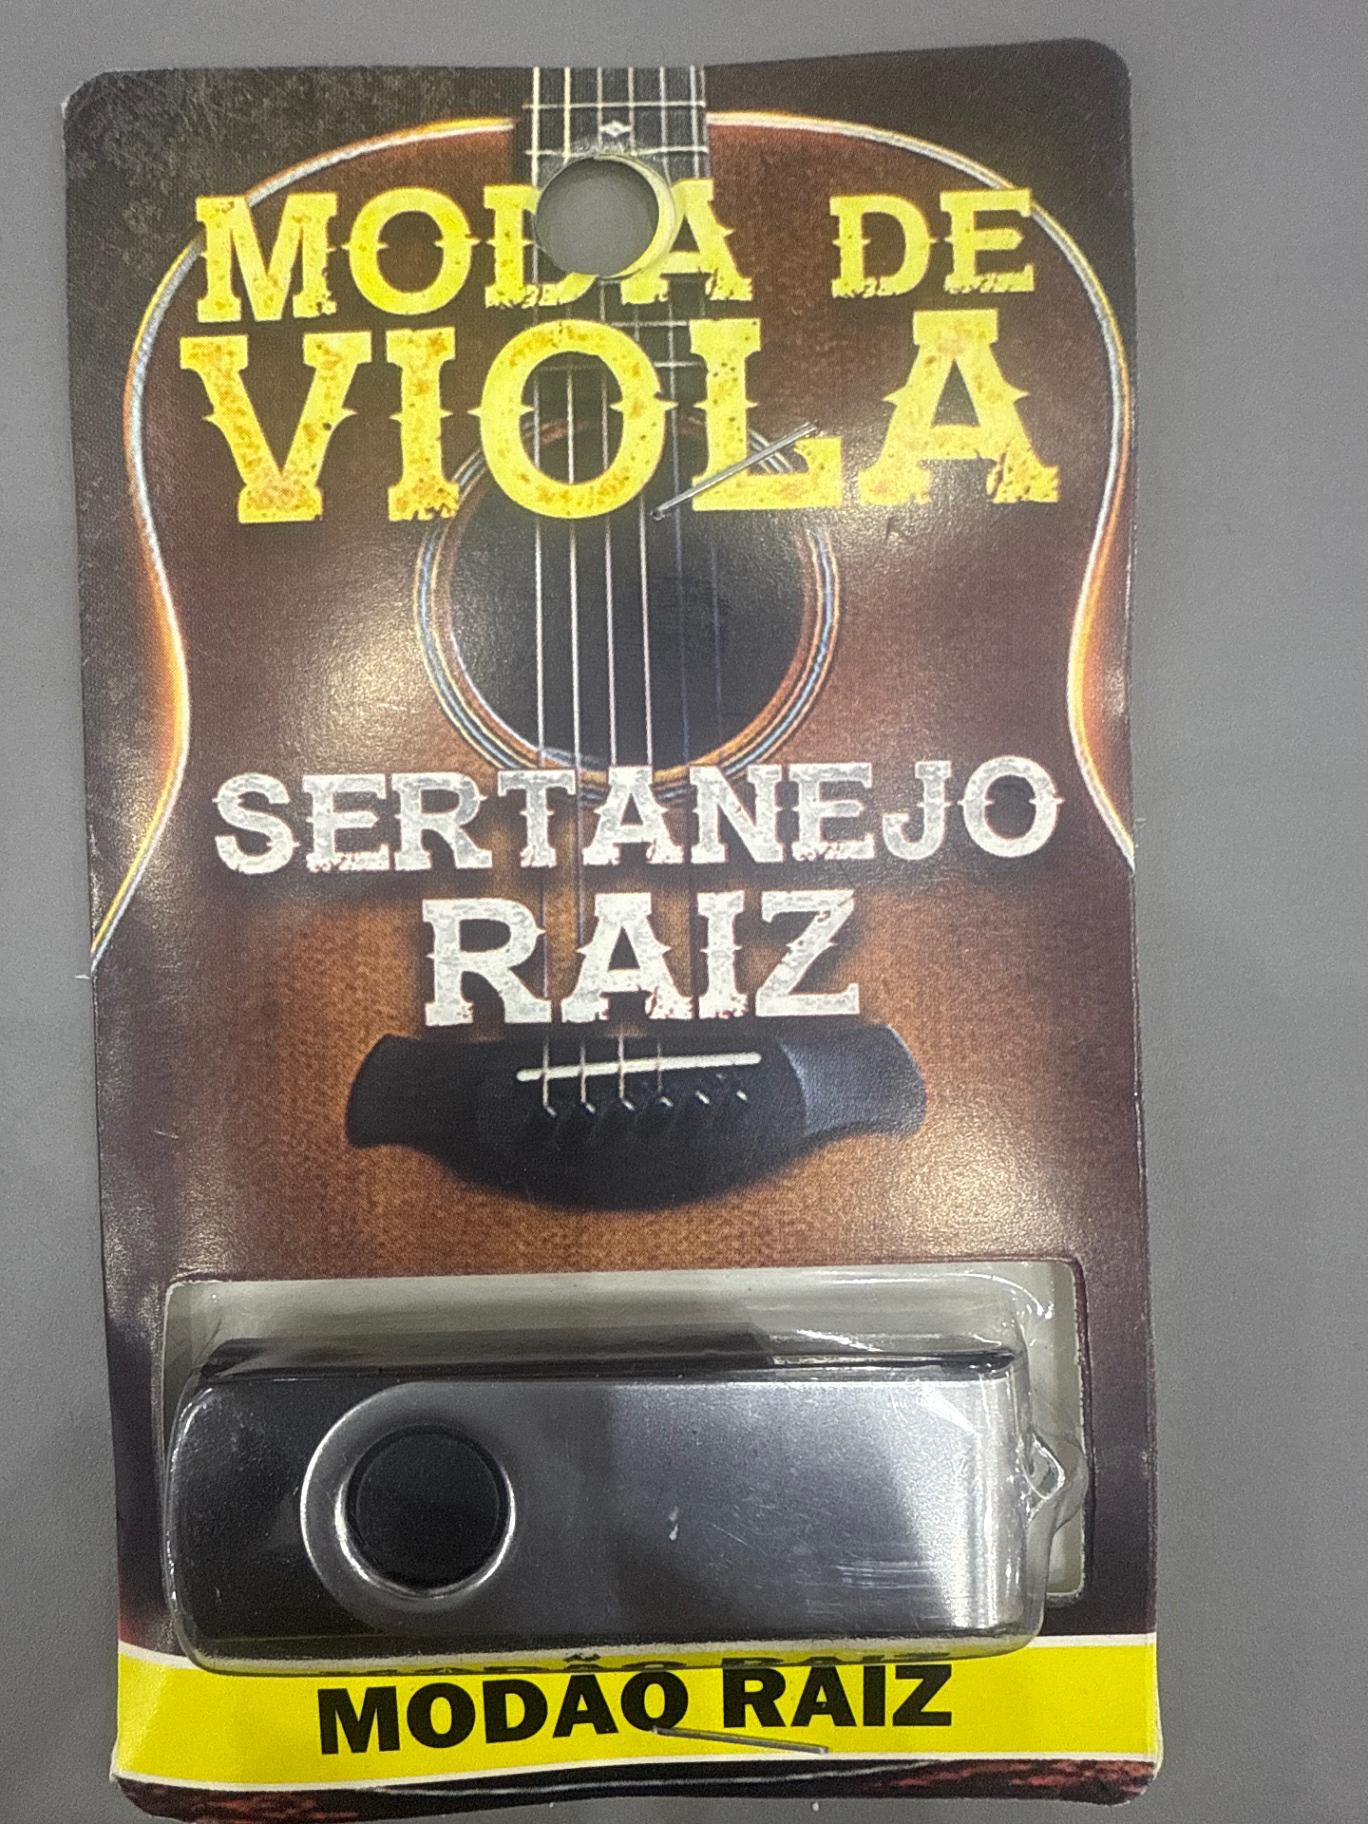 MODA DE
VIOLA
SERTANEJO
RAIZ
MODÃO RAIZ